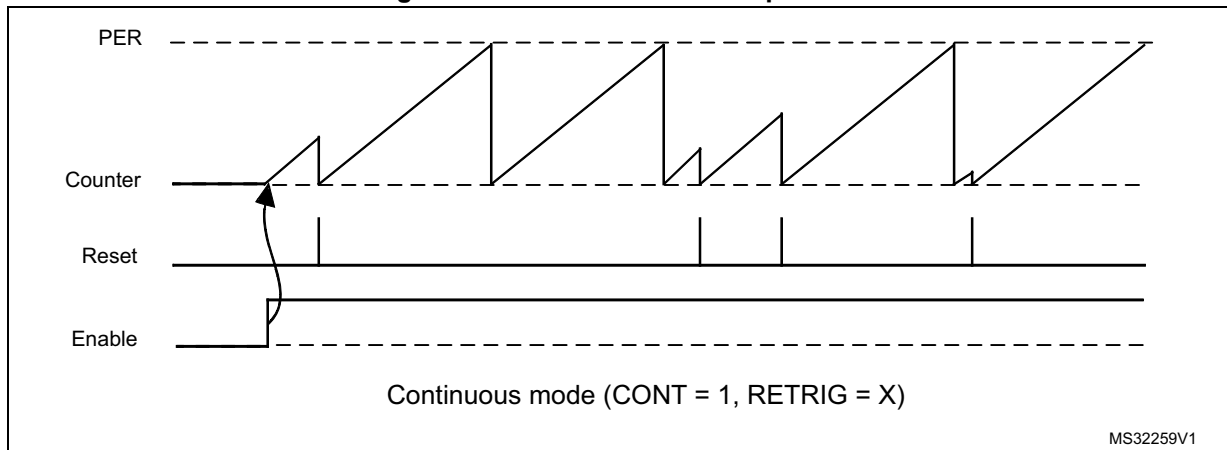 PER
Counter
Reset
Enable
Continuous mode (CONT = 1, RETRIG = X)
MS32259V1